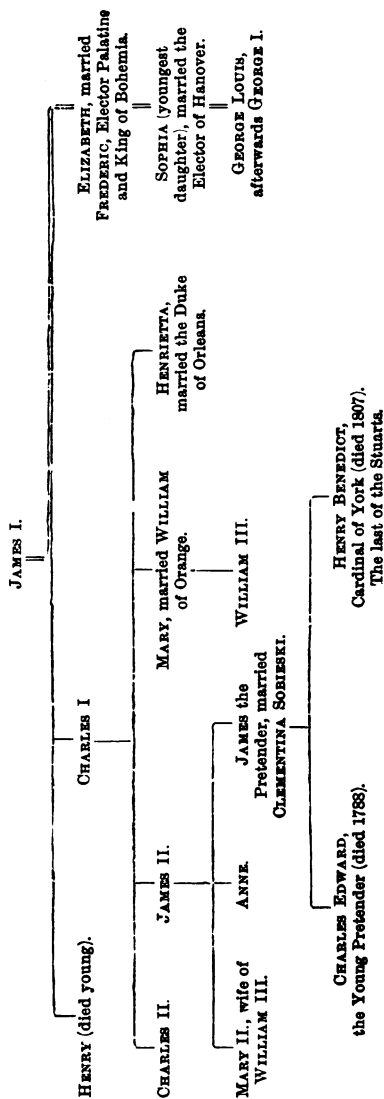 JAMES I.
HENRY (died young).
CHARLES I
ELIZABETH, married
FREDERIC, Elector Palatine
and King of Bohemia.
CHARLES II.
JAMES II.
MARY, married WILLIAM
of Orange.
HENRIETTA,
married the Duke
of Orleans.
SOPHIA (youngest
daughter), married the
Elector of Hanover.
MARY II., wife of
WILLIAM III.
ANNE.
JAMES the
Pretender, married
CLEMENTINA SOBIESKI.
WILLIAM III.
GEORGE LOUIS,
afterwards GEORGE I.
CHARLES EDWARD,
the Young Pretender (died 1788).
HENRY BENEDICT,
Cardinal of York (died 1807).
The last of the Stuarts.